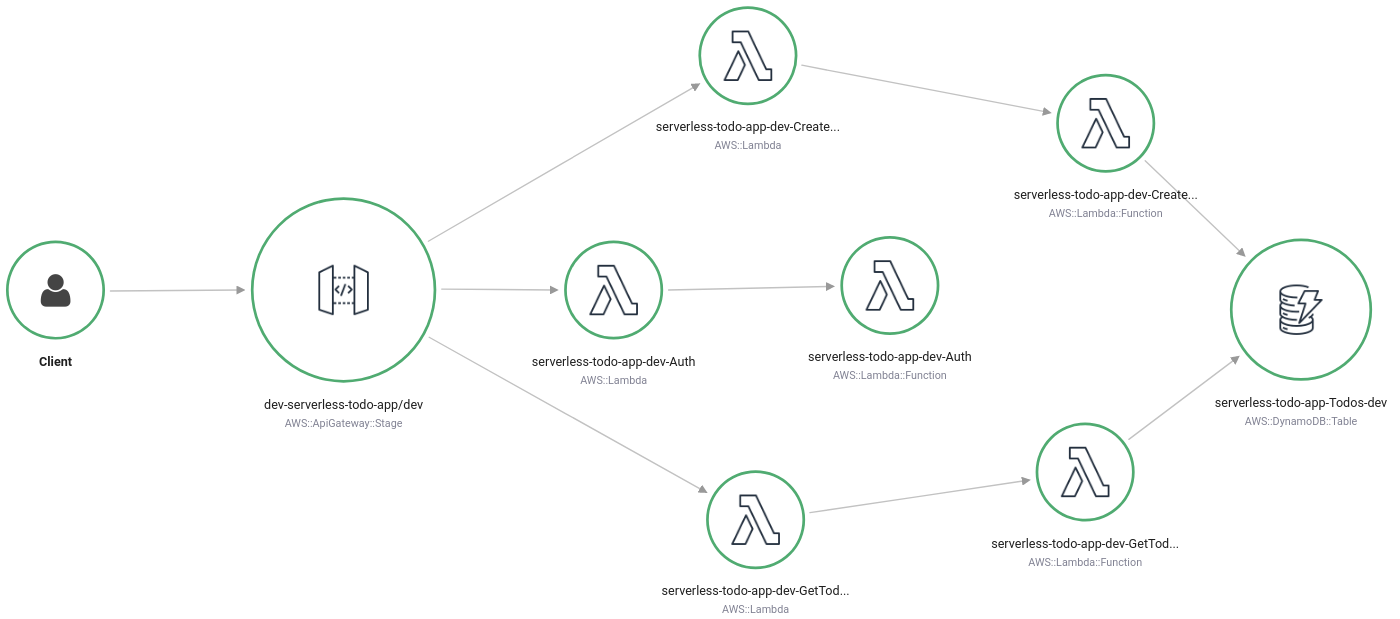 serverless-todo-app-dev-Create...
AWS::Lambda
serverless-todo-app-dev-Create...
AWS::Lambda::Function
Client
dev-serverless-todo-app/dev
AWS::ApiGateway::Stage
</>
serverless-todo-app-dev-Auth
AWS::Lambda
serverless-todo-app-dev-Auth
AWS::Lambda::Function
serverless-todo-app-Todos-dev
AWS::DynamoDB::Table
serverless-todo-app-dev-GetTod...
AWS::Lambda
serverless-todo-app-dev-GetTod...
AWS::Lambda::Function